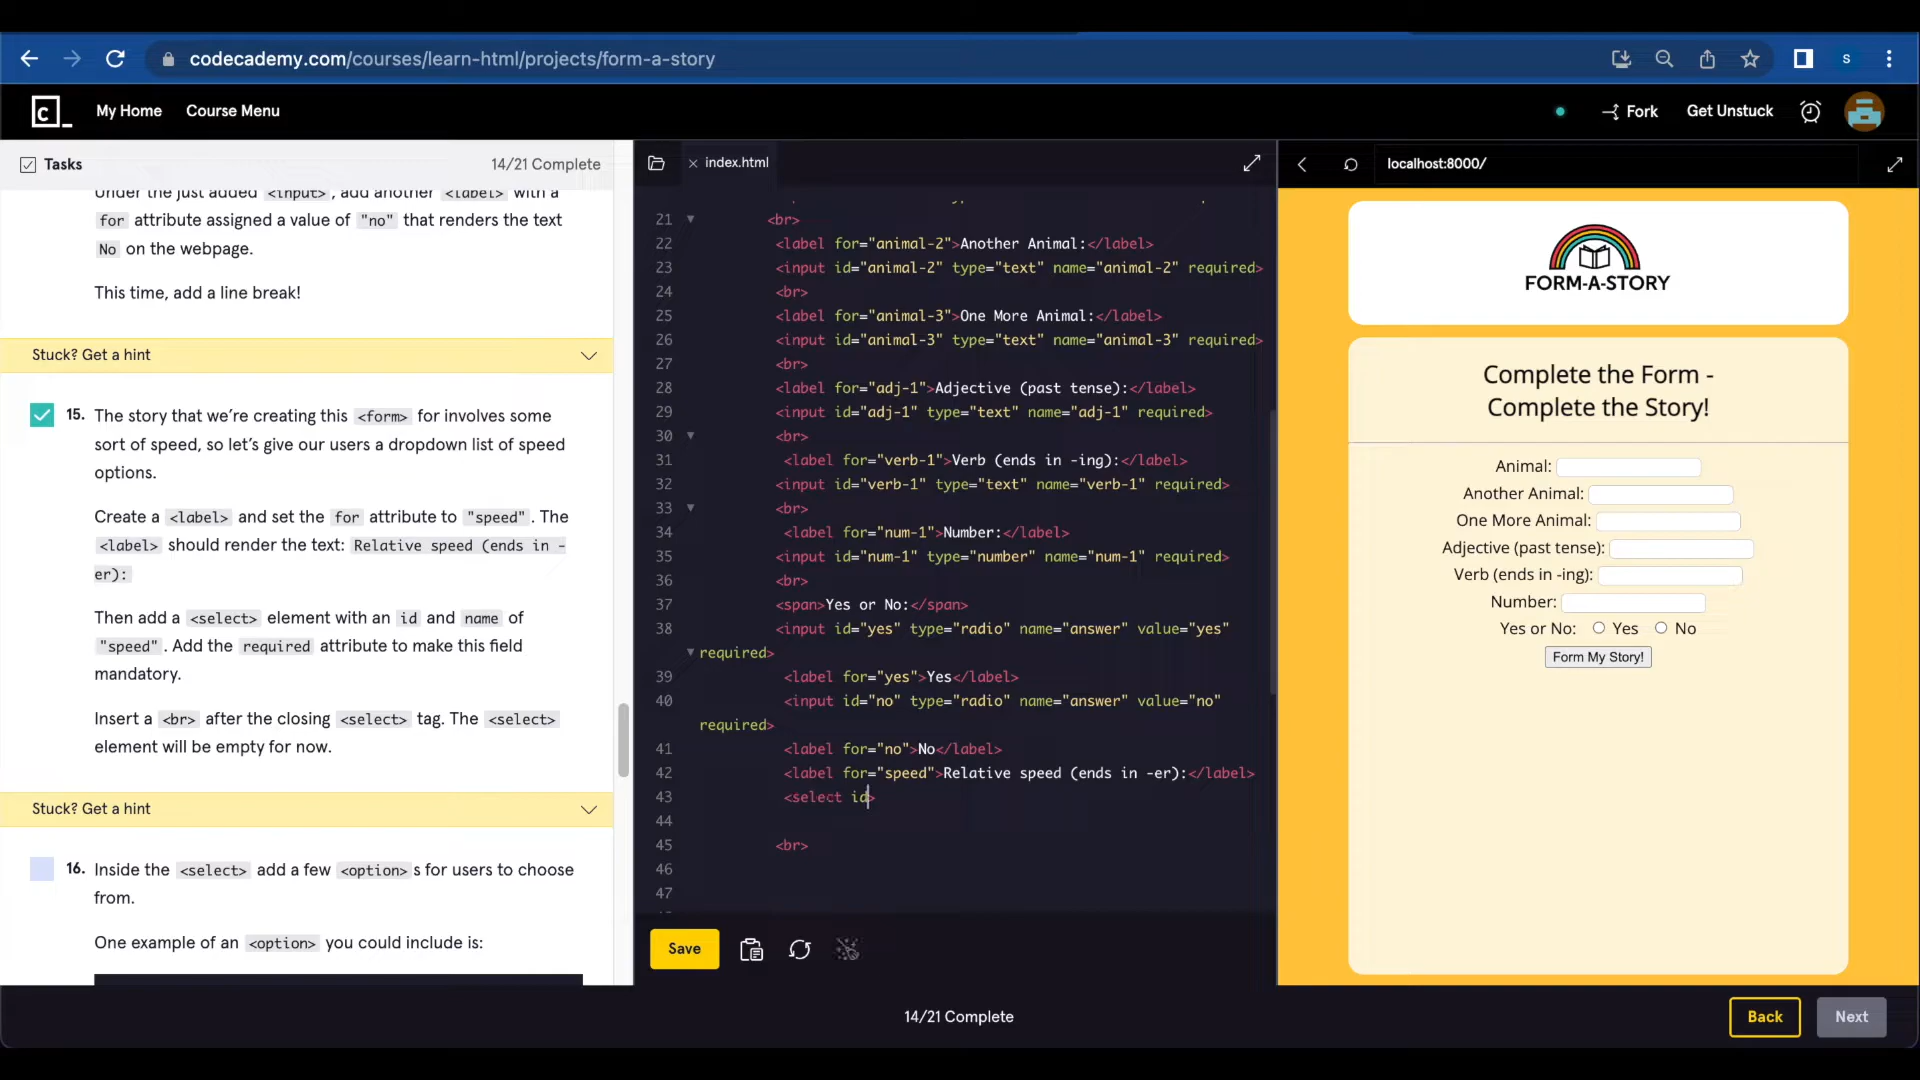 codecademy.com/courses/learn-html/projects/form-a-story
s
c
My Home
Course Menu
Fork
Get Unstuck
Tasks
14/21 Complete
Under the just added <input>, add another <label> with a
for attribute assigned a value of "no" that renders the text
No on the webpage.
This time, add a line break!
Stuck? Get a hint
15. The story that we're creating this <form> for involves some
sort of speed, so let's give our users a dropdown list of speed
options.
Create a <label> and set the for attribute to "speed". The
<label> should render the text: Relative speed (ends in -
er):
Then add a <select> element with an id and name of
"speed". Add the required attribute to make this field
mandatory.
Insert a <br> after the closing <select> tag. The <select>
element will be empty for now.
Stuck? Get a hint
16. Inside the <select> add a few <option>s for users to choose
from.
One example of an <option> you could include is:
index.html
21 <br>
22 <label for="animal-2">Another Animal:</label>
23 <input id="animal-2" type="text" name="animal-2" required>
24 <br>
25 <label for="animal-3">One More Animal:</label>
26 <input id="animal-3" type="text" name="animal-3" required>
27 <br>
28 <label for="adj-1">Adjective (past tense):</label>
29 <input id="adj-1" type="text" name="adj-1" required>
30 <br>
31 <label for="verb-1">Verb (ends in -ing):</label>
32 <input id="verb-1" type="text" name="verb-1" required>
33 <br>
34 <label for="num-1">Number:</label>
35 <input id="num-1" type="number" name="num-1" required>
36 <br>
37 <span>Yes or No:</span>
38 <input id="yes" type="radio" name="answer" value="yes"
required>
39 <label for="yes">Yes</label>
40 <input id="no" type="radio" name="answer" value="no"
required>
41 <label for="no">No</label>
42 <label for="speed">Relative speed (ends in -er):</label>
43 <select id>
44
45 <br>
46
47
Save
localhost:8000/
FORM-A-STORY
Complete the Form -
Complete the Story!
Animal:
Another Animal:
One More Animal:
Adjective (past tense):
Verb (ends in -ing):
Number:
Yes or No: Yes No
Form My Story!
14/21 Complete
Back
Next